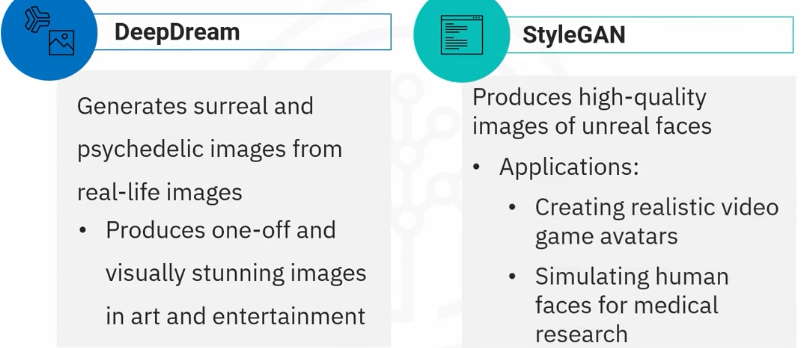 DeepDream
Generates surreal and
psychedelic images from
real-life images
• Produces one-off and
visually stunning images
in art and entertainment
StyleGAN
Produces high-quality
images of unreal faces
• Applications:
• Creating realistic video
game avatars
• Simulating human
faces for medical
research